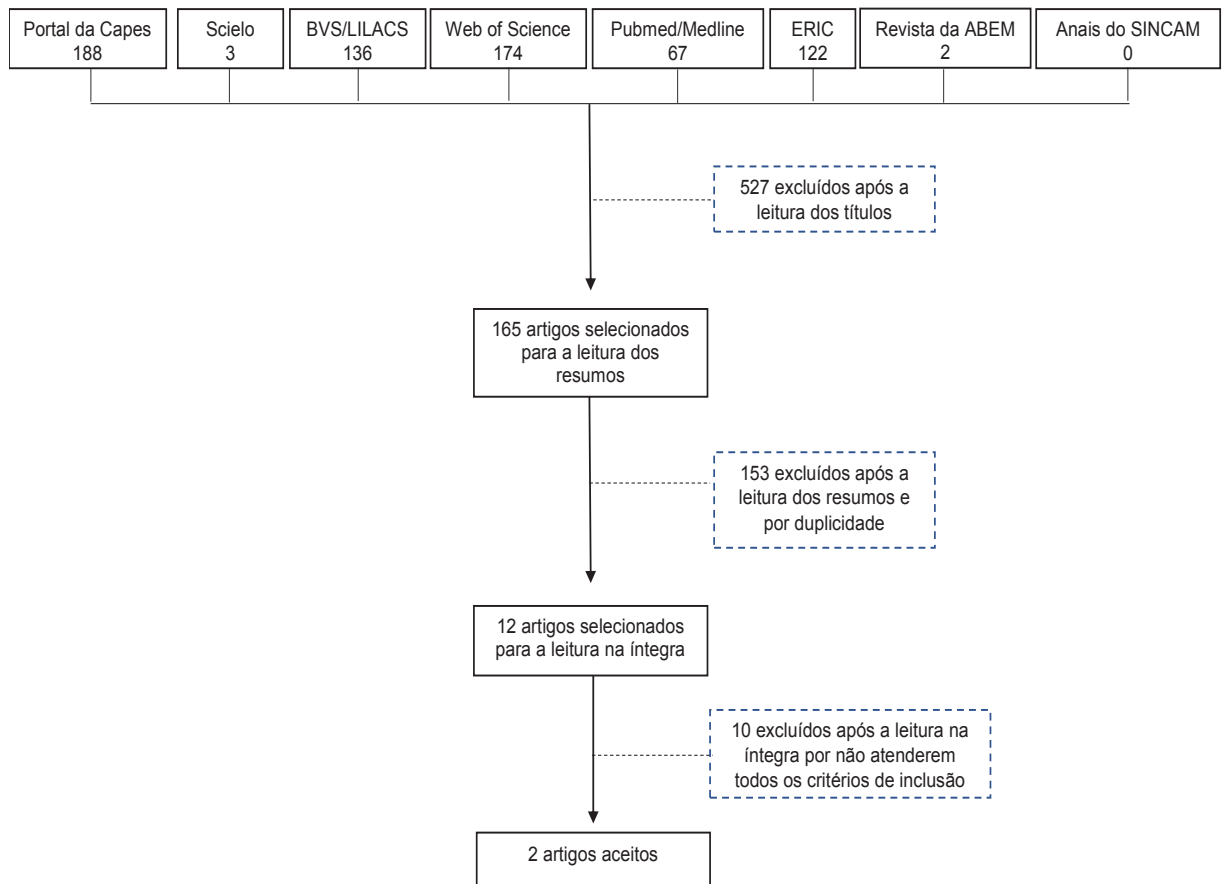 Portal da Capes
188
Scielo
3
BVS/LILACS
136
Web of Science
174
Pubmed/Medline
67
ERIC
122
Revista da ABEM
2
Anais do SINCAM
0
527 excluídos após a
leitura dos títulos
165 artigos selecionados
para a leitura dos
resumos
153 excluídos após a
leitura dos resumos e
por duplicidade
12 artigos selecionados
para a leitura na íntegra
10 excluídos após a leitura na
íntegra por não atenderem
todos os critérios de inclusão
2 artigos aceitos